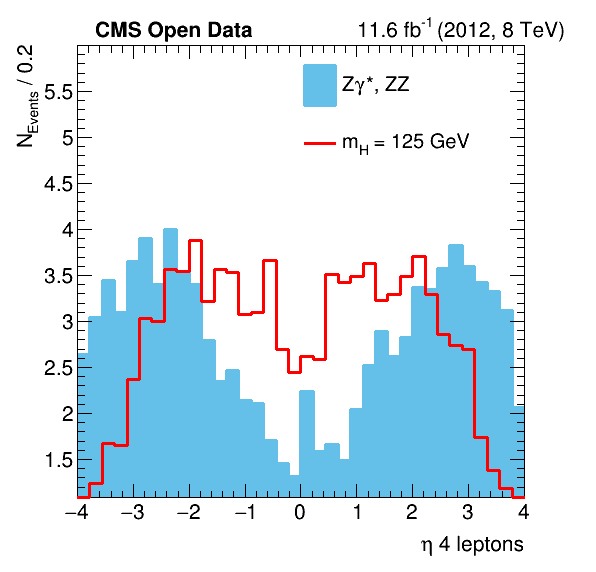 CMS Open Data 11.6 fb⁻¹ (2012, 8 TeV)
N_Events / 0.2
Zγ*, ZZ
m_H = 125 GeV
5.5
5
4.5
4
3.5
3
2.5
2
1.5
−4 −3 −2 −1 0 1 2 3 4
η 4 leptons